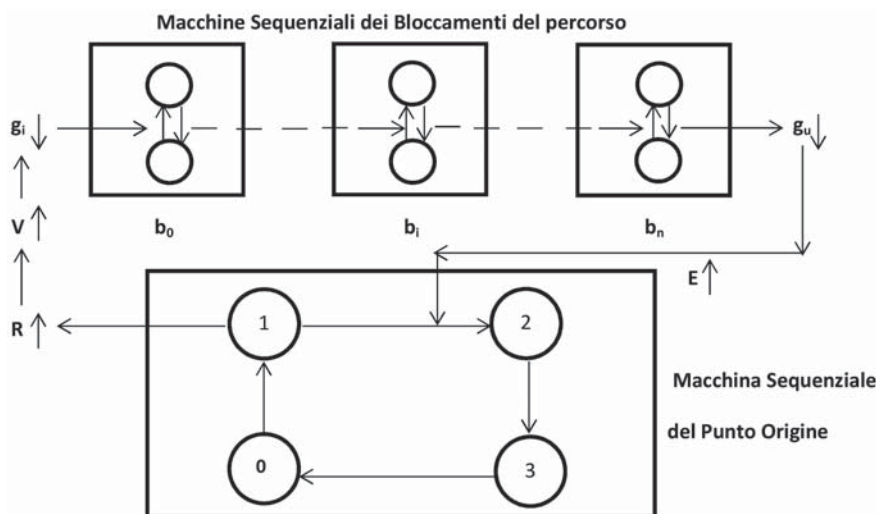 Macchine Sequenziali dei Bloccamenti del percorso
gi
gu
V
b0
bi
bn
E
R
1
2
Macchina Sequenziale
del Punto Origine
0
3